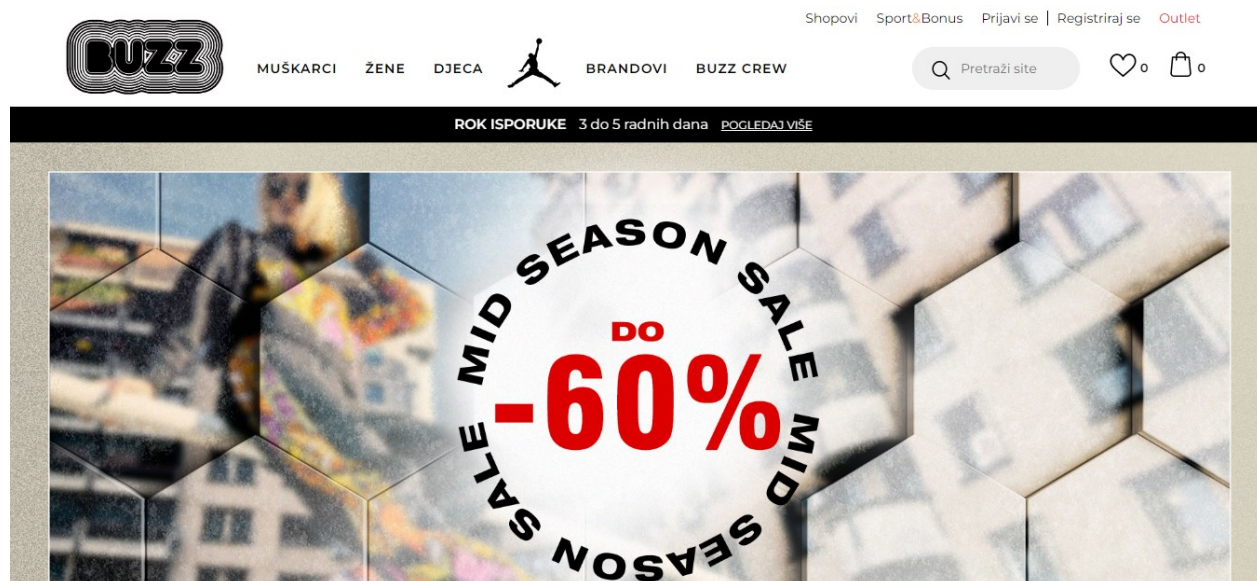 Shopovi Sport&Bonus Prijavi se | Registriraj se Outlet
BUZZ
MUŠKARCI ŽENE DJECA BRANDOVI BUZZ CREW
Pretraži site
0 0
ROK ISPORUKE 3 do 5 radnih dana POGLEDAJ VIŠE
MID SEASON SALE MID SEASON SALE
DO
-60%